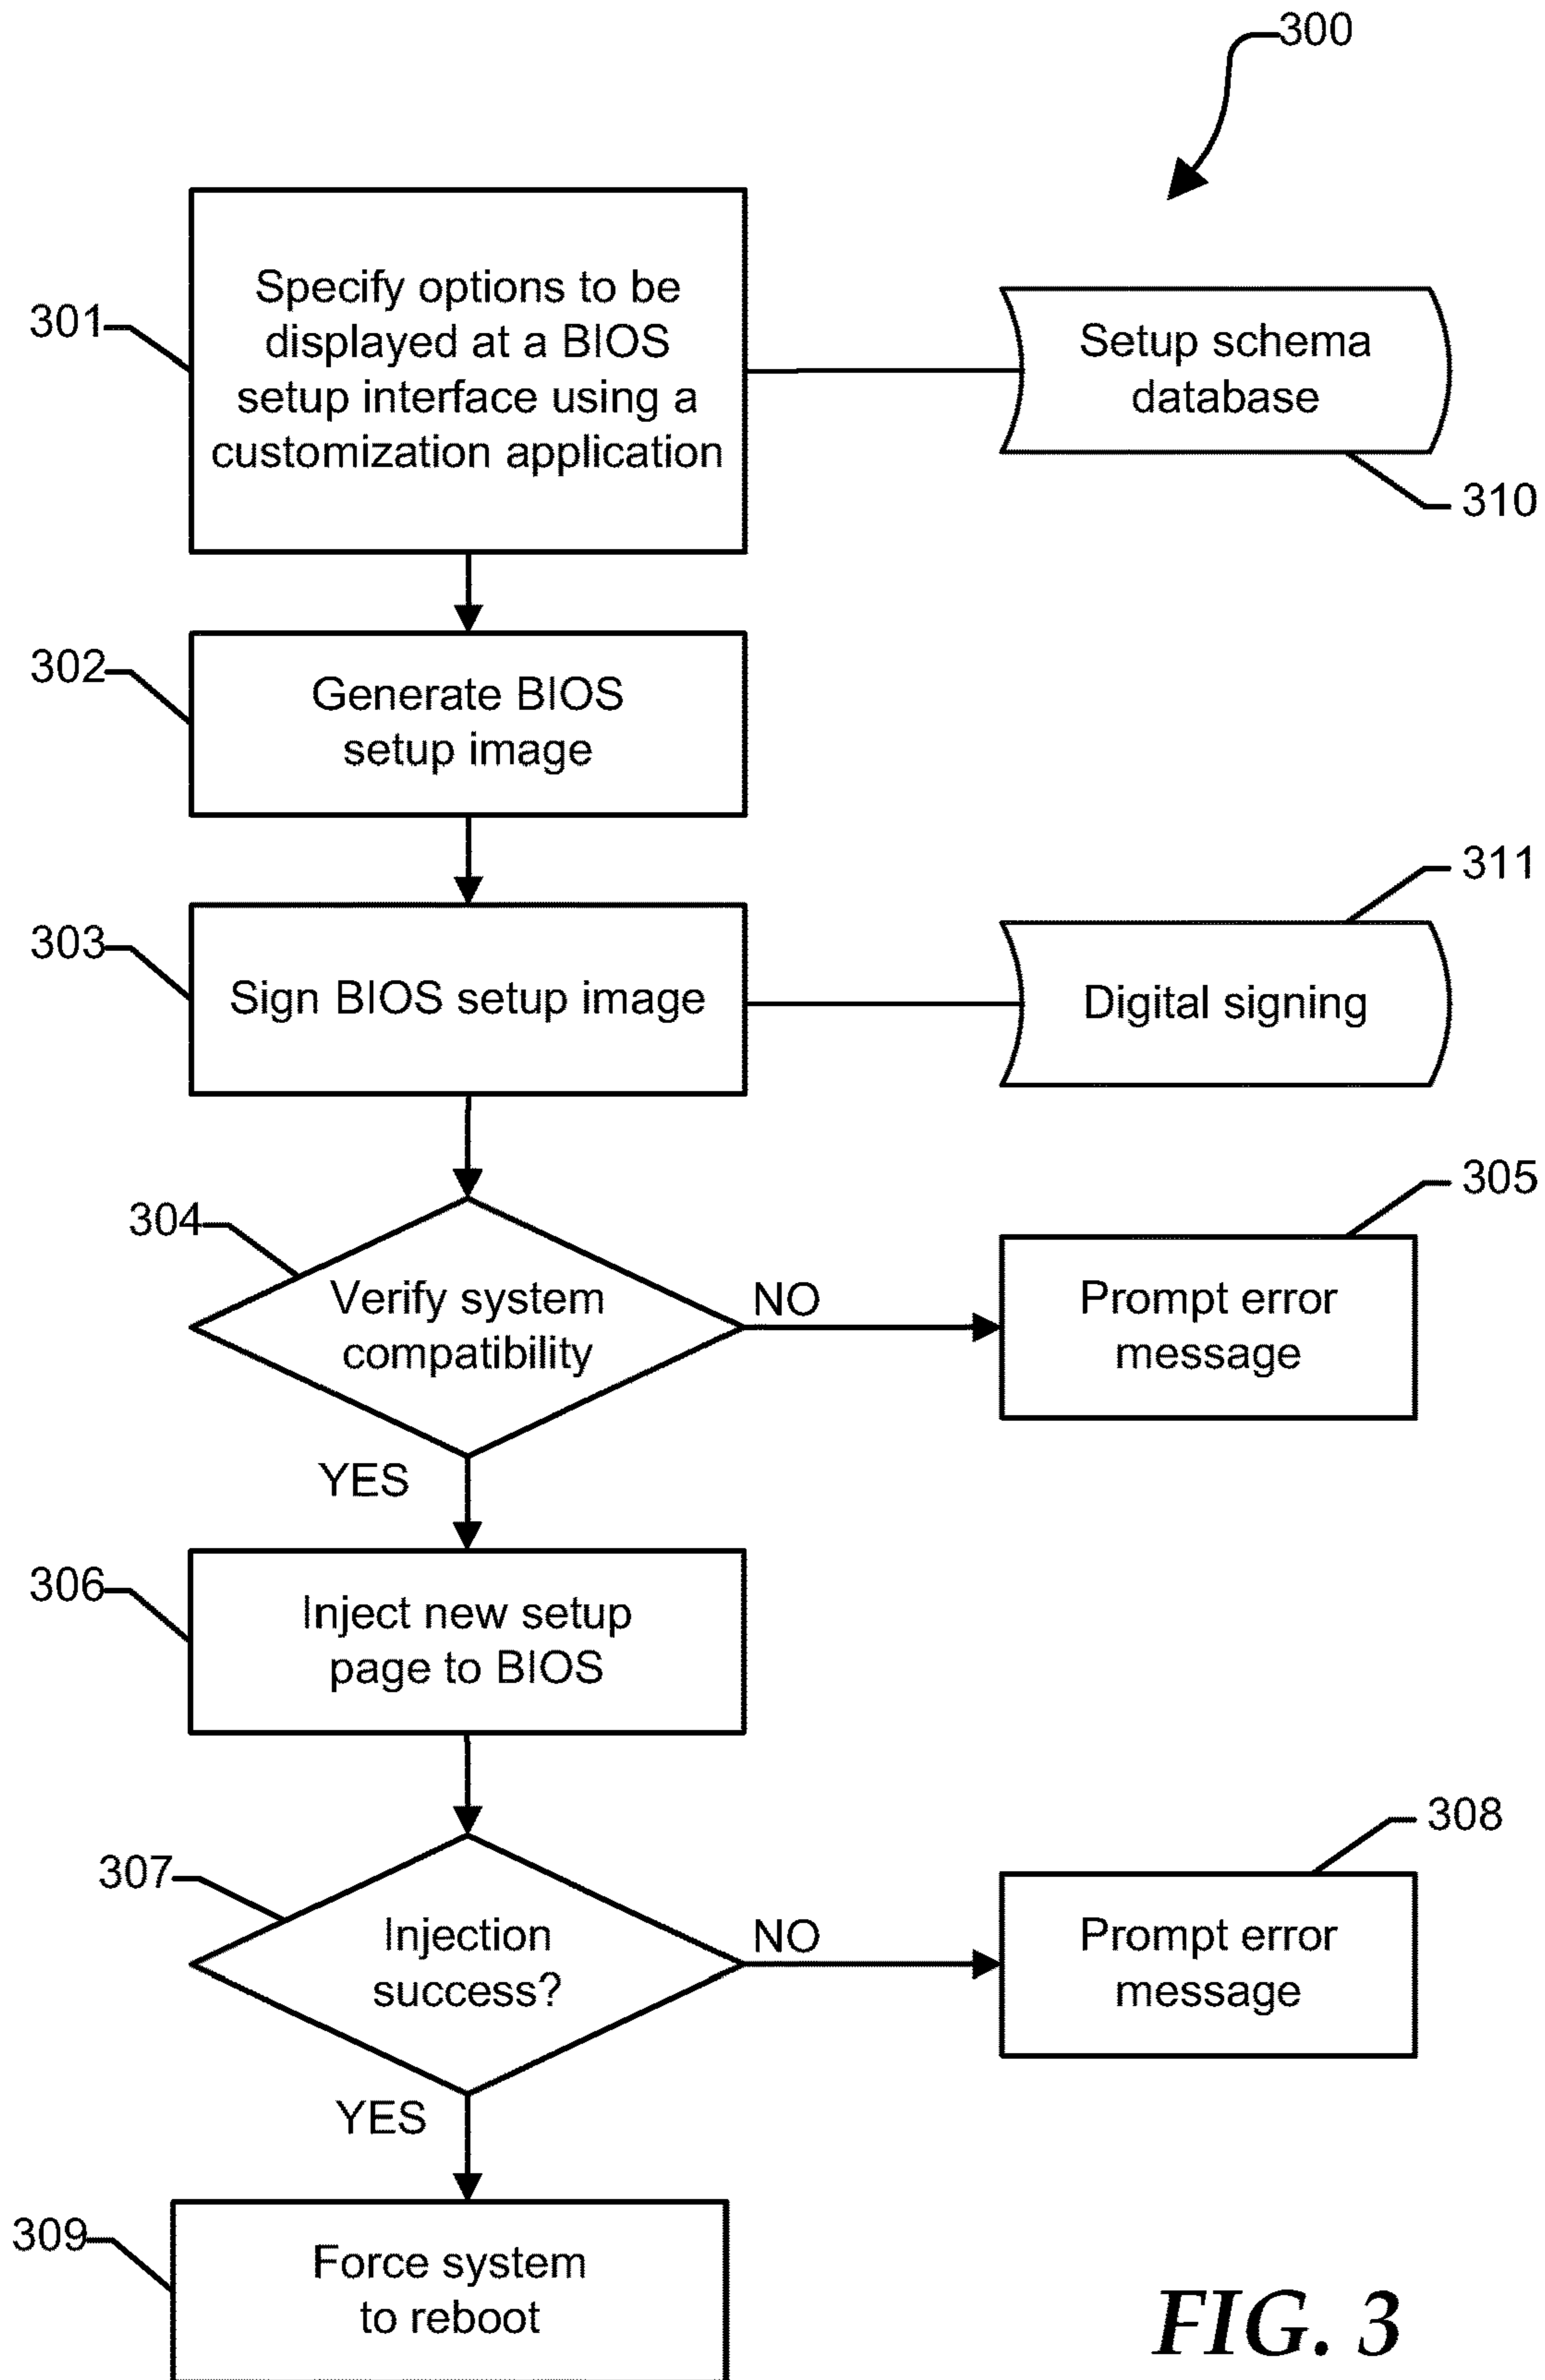 300
301
Specify options to be
displayed at a BIOS
setup interface using a
customization application
Setup schema
database
310
302
Generate BIOS
setup image
311
303
Sign BIOS setup image
Digital signing
305
304
Verify system
compatibility
NO
Prompt error
message
YES
306
Inject new setup
page to BIOS
308
307
Injection
success?
NO
Prompt error
message
YES
309
Force system
to reboot
FIG. 3